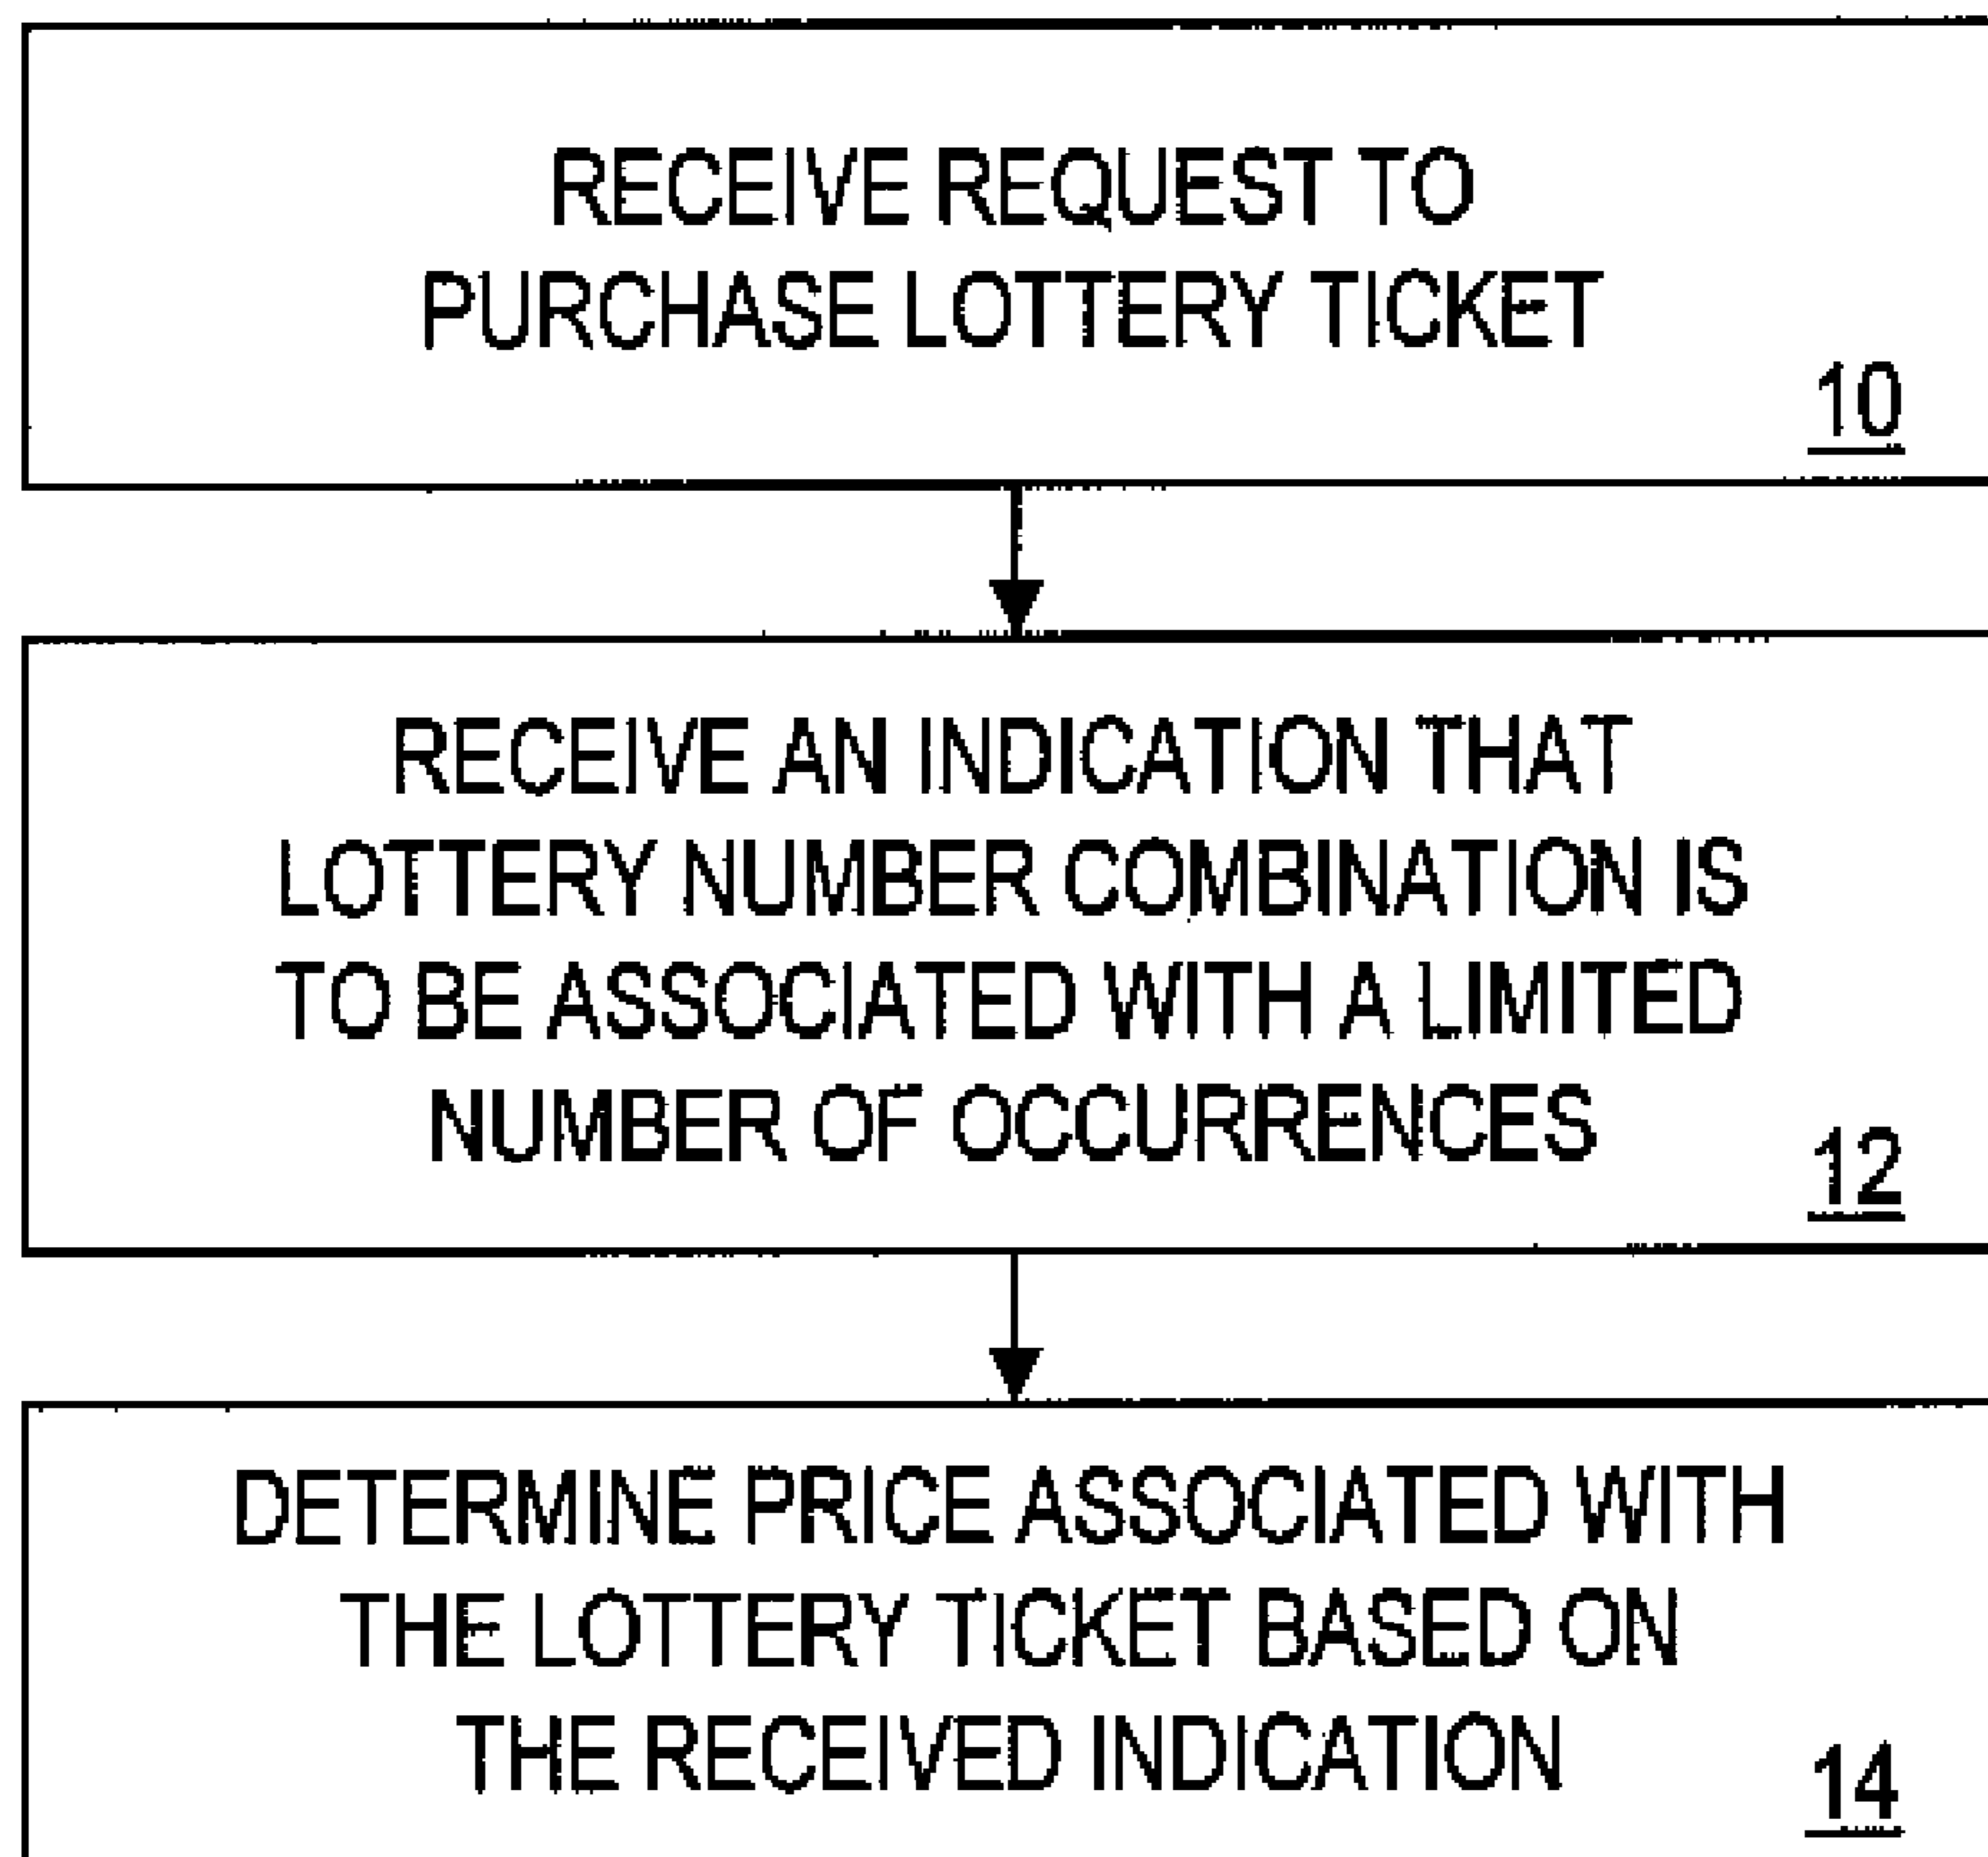 RECEIVE REQUEST TO
PURCHASE LOTTERY TICKET
10
RECEIVE AN INDICATION THAT
LOTTERY NUMBER COMBINATION IS
TO BE ASSOCIATED WITH A LIMITED
NUMBER OF OCCURRENCES
12
DETERMINE PRICE ASSOCIATED WITH
THE LOTTERY TICKET BASED ON
THE RECEIVED INDICATION
14